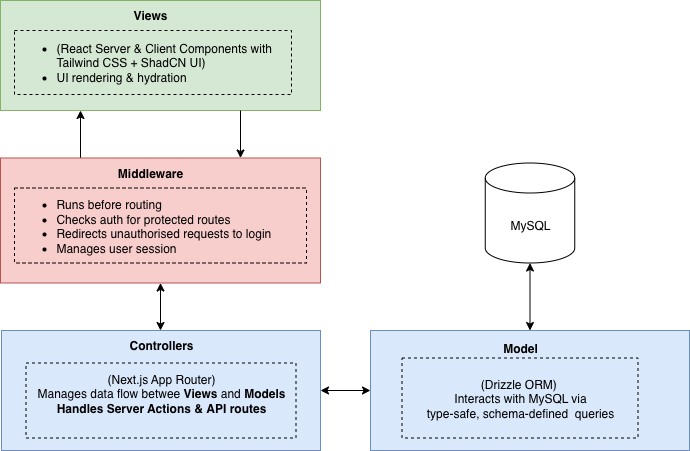 Views
• (React Server & Client Components with
Tailwind CSS + ShadCN UI)
• UI rendering & hydration
Middleware
• Runs before routing
• Checks auth for protected routes
• Redirects unauthorised requests to login
• Manages user session
MySQL
Controllers
(Next.js App Router)
Manages data flow betwee Views and Models
Handles Server Actions & API routes
Model
(Drizzle ORM)
Interacts with MySQL via
type-safe, schema-defined queries